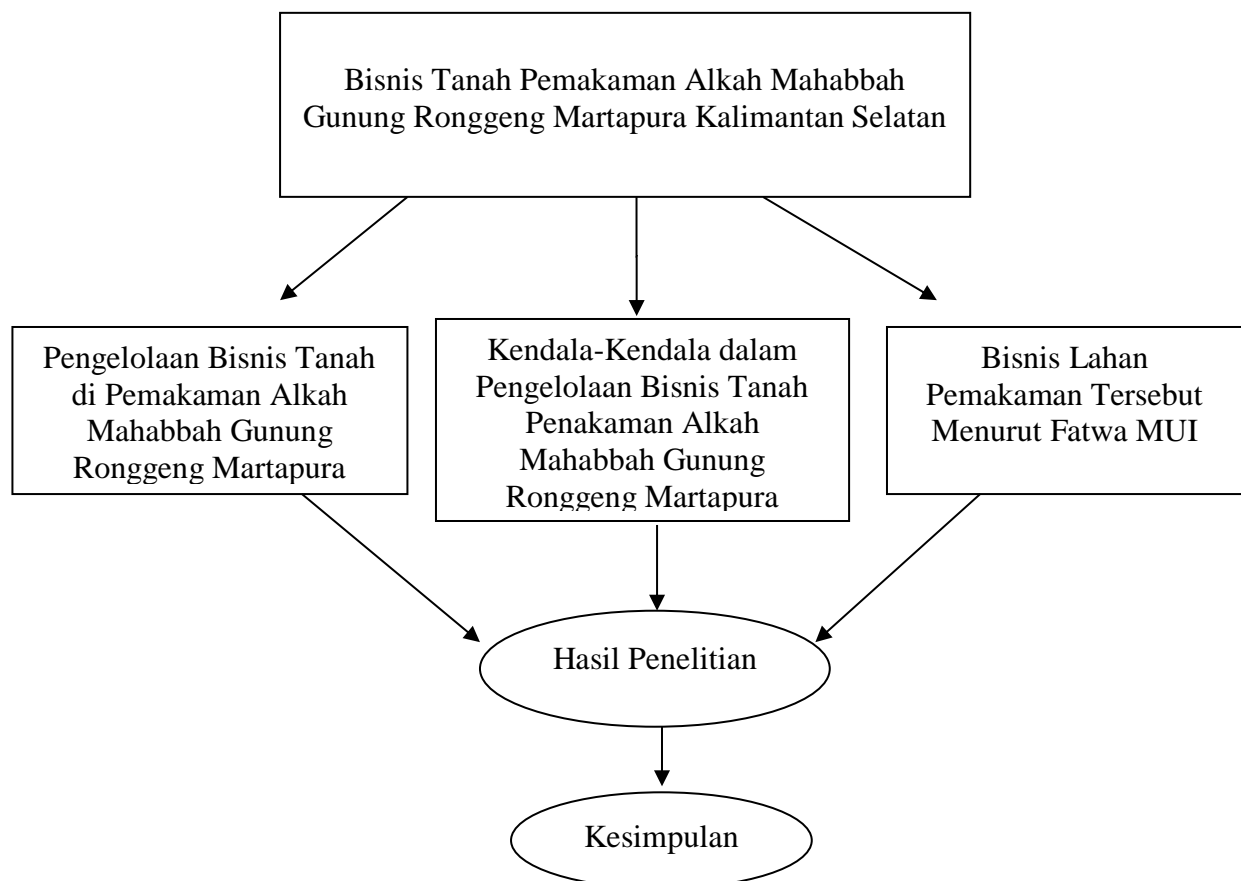 Bisnis Tanah Pemakaman Alkah Mahabbah
Gunung Ronggeng Martapura Kalimantan Selatan
Pengelolaan Bisnis Tanah
di Pemakaman Alkah
Mahabbah Gunung
Ronggeng Martapura
Kendala-Kendala dalam
Pengelolaan Bisnis Tanah
Penakaman Alkah
Mahabbah Gunung
Ronggeng Martapura
Bisnis Lahan
Pemakaman Tersebut
Menurut Fatwa MUI
Hasil Penelitian
Kesimpulan